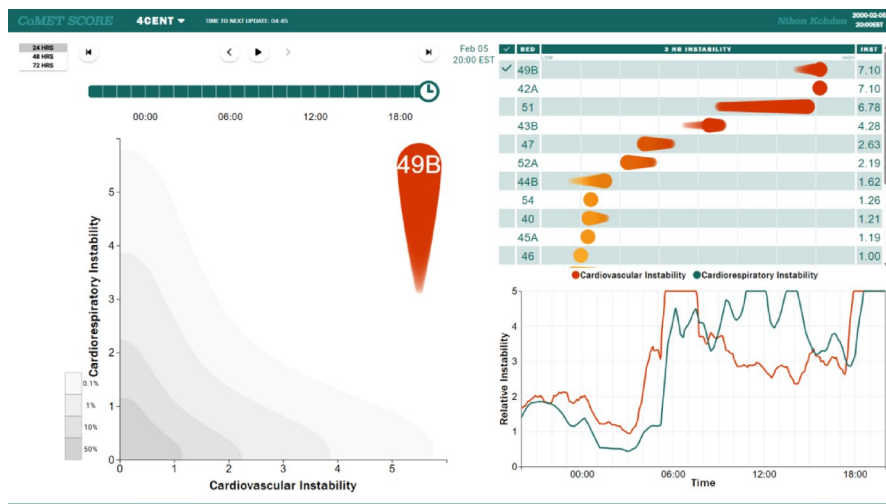 CoMET SCORE 4CENT TIME TO NEXT UPDATE: 04:45 Nihon Kohden 2000-02-05 20:00EST
24 HRS
48 HRS
72 HRS
Feb 05
20:00 EST
00:00 06:00 12:00 18:00
BED 3 HR INSTABILITY INST
LOW HIGH
49B 7.10
42A 7.10
51 6.78
43B 4.28
47 2.63
52A 2.19
44B 1.62
54 1.26
40 1.21
45A 1.19
46 1.00
49B
Cardiorespiratory Instability
5
4
3
2
1
0
0.1%
1%
10%
50%
0 1 2 3 4 5
Cardiovascular Instability
Cardiovascular Instability Cardiorespiratory Instability
Relative Instability
5
4
3
2
1
0
00:00 06:00 12:00 18:00
Time